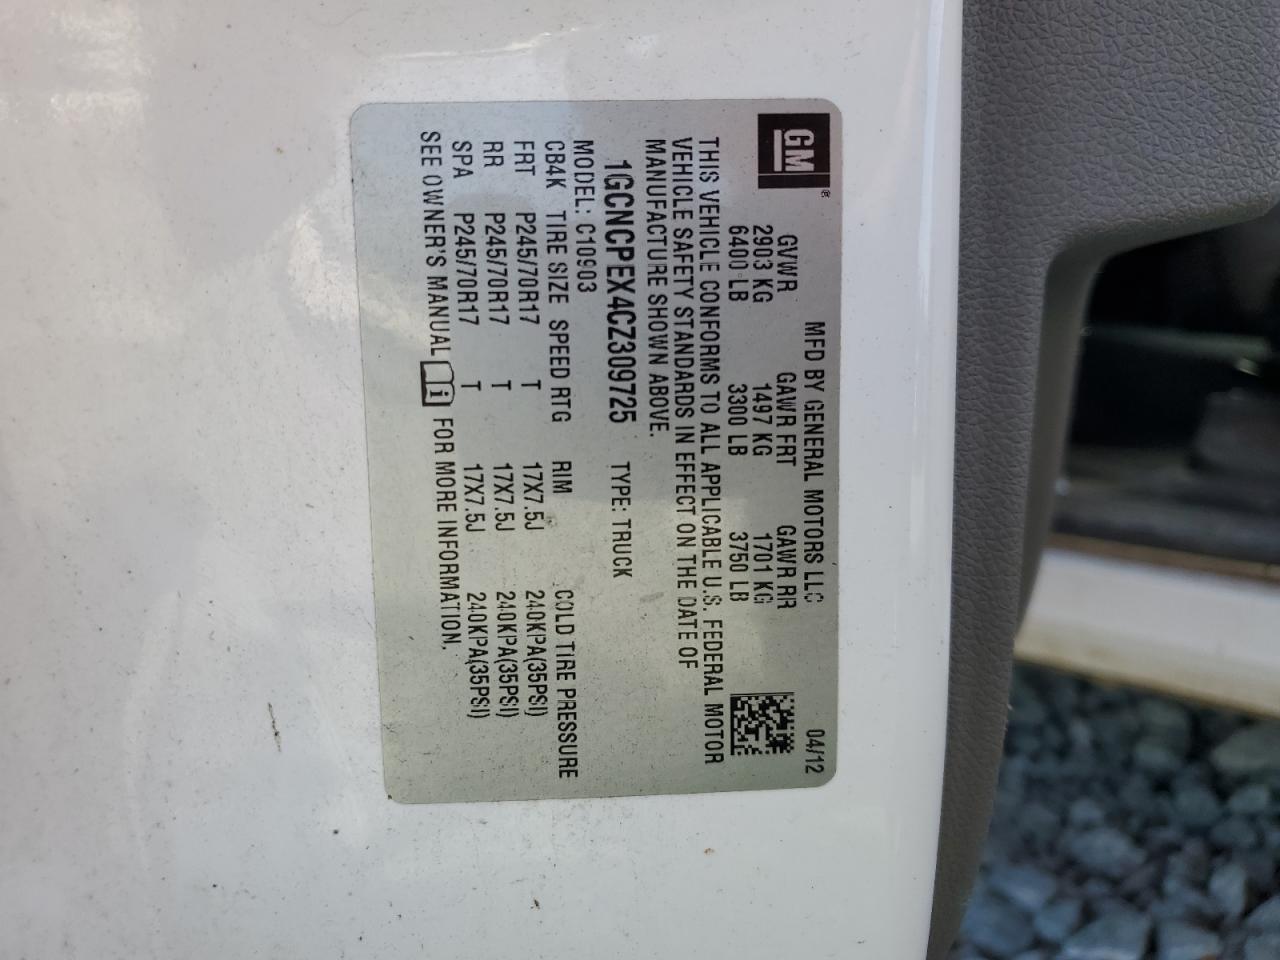 GM®
MFD BY GENERAL MOTORS LLC 04/12
GVWR GAWR FRT GAWR RR
2903 KG 1497 KG 1701 KG
6400 LB 3300 LB 3750 LB
THIS VEHICLE CONFORMS TO ALL APPLICABLE U.S. FEDERAL MOTOR
VEHICLE SAFETY STANDARDS IN EFFECT ON THE DATE OF
MANUFACTURE SHOWN ABOVE.
1GCNCPEX4CZ309725 TYPE: TRUCK
MODEL: C10903
CB4K TIRE SIZE SPEED RTG RIM COLD TIRE PRESSURE
FRT P245/70R17 T 17X7.5J 240KPA(35PSI)
RR P245/70R17 T 17X7.5J 240KPA(35PSI)
SPA P245/70R17 T 17X7.5J 240KPA(35PSI)
SEE OWNER'S MANUAL i FOR MORE INFORMATION.